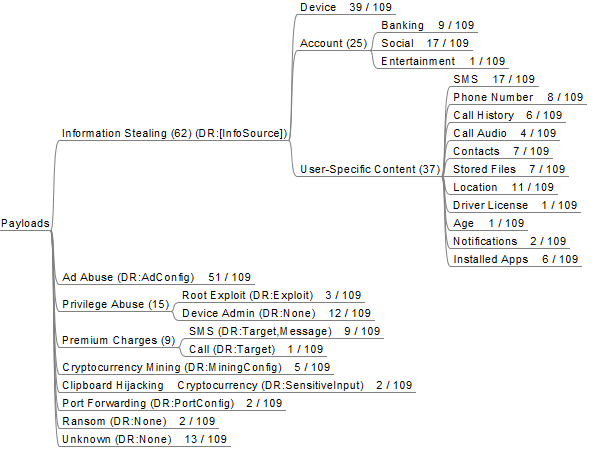 Payloads
Information Stealing (62) (DR:[InfoSource])
Device 39 / 109
Account (25)
Banking 9 / 109
Social 17 / 109
Entertainment 1 / 109
User-Specific Content (37)
SMS 17 / 109
Phone Number 8 / 109
Call History 6 / 109
Call Audio 4 / 109
Contacts 7 / 109
Stored Files 7 / 109
Location 11 / 109
Driver License 1 / 109
Age 1 / 109
Notifications 2 / 109
Installed Apps 6 / 109
Ad Abuse (DR:AdConfig) 51 / 109
Privilege Abuse (15)
Root Exploit (DR:Exploit) 3 / 109
Device Admin (DR:None) 12 / 109
Premium Charges (9)
SMS (DR:Target,Message) 9 / 109
Call (DR:Target) 1 / 109
Cryptocurrency Mining (DR:MiningConfig) 5 / 109
Clipboard Hijacking Cryptocurrency (DR:SensitiveInput) 2 / 109
Port Forwarding (DR:PortConfig) 2 / 109
Ransom (DR:None) 2 / 109
Unknown (DR:None) 13 / 109